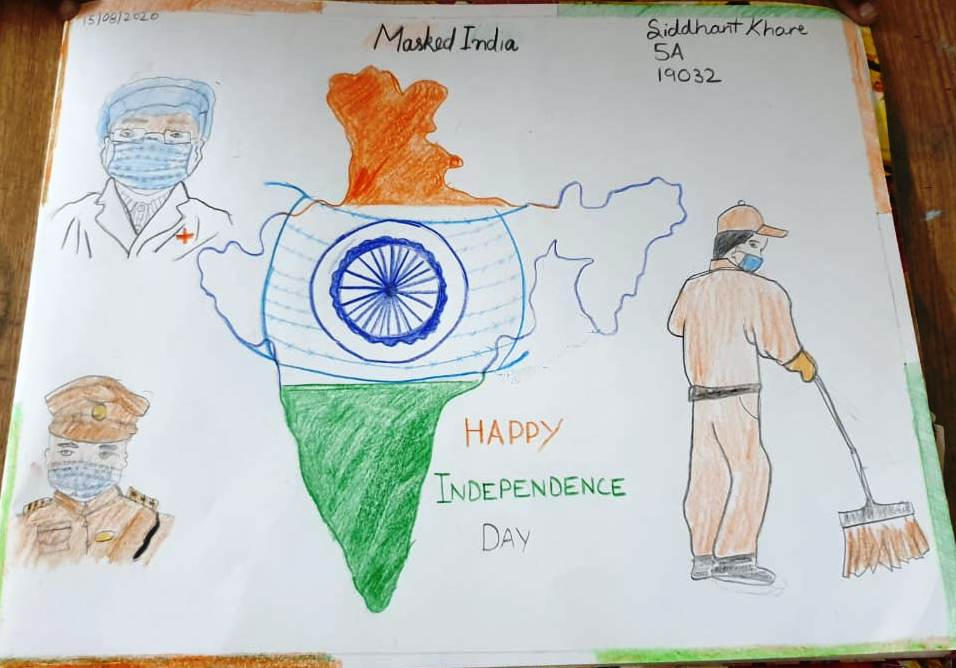 15/08/2020
Masked India
Siddhant Khare
5A
19032
HAPPY
INDEPENDENCE
DAY